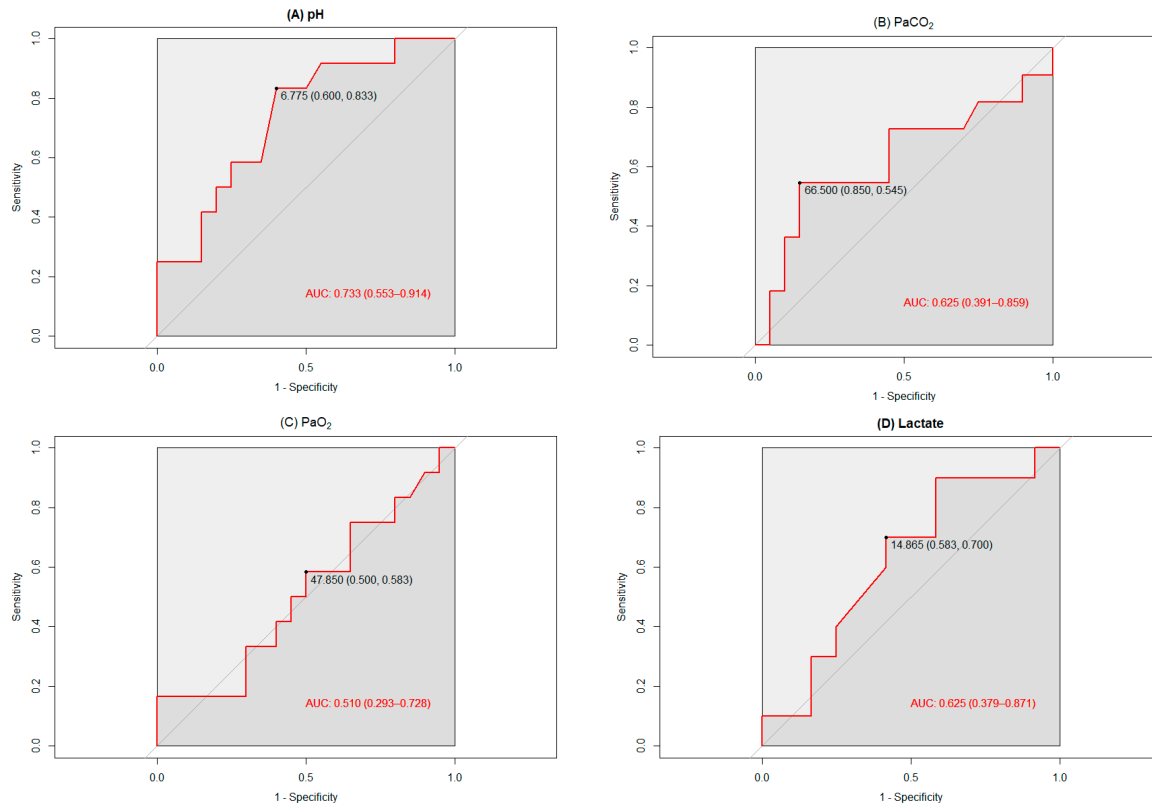 (A) pH
Sensitivity
1.0
0.8
0.6
0.4
0.2
0.0
6.775 (0.600, 0.833)
AUC: 0.733 (0.553–0.914)
0.0 0.5 1.0
1 - Specificity
(B) PaCO₂
Sensitivity
1.0
0.8
0.6
0.4
0.2
0.0
66.500 (0.850, 0.545)
AUC: 0.625 (0.391–0.859)
0.0 0.5 1.0
1 - Specificity
(C) PaO₂
Sensitivity
1.0
0.8
0.6
0.4
0.2
0.0
47.850 (0.500, 0.583)
AUC: 0.510 (0.293–0.728)
0.0 0.5 1.0
1 - Specificity
(D) Lactate
Sensitivity
1.0
0.8
0.6
0.4
0.2
0.0
14.865 (0.583, 0.700)
AUC: 0.625 (0.379–0.871)
0.0 0.5 1.0
1 - Specificity